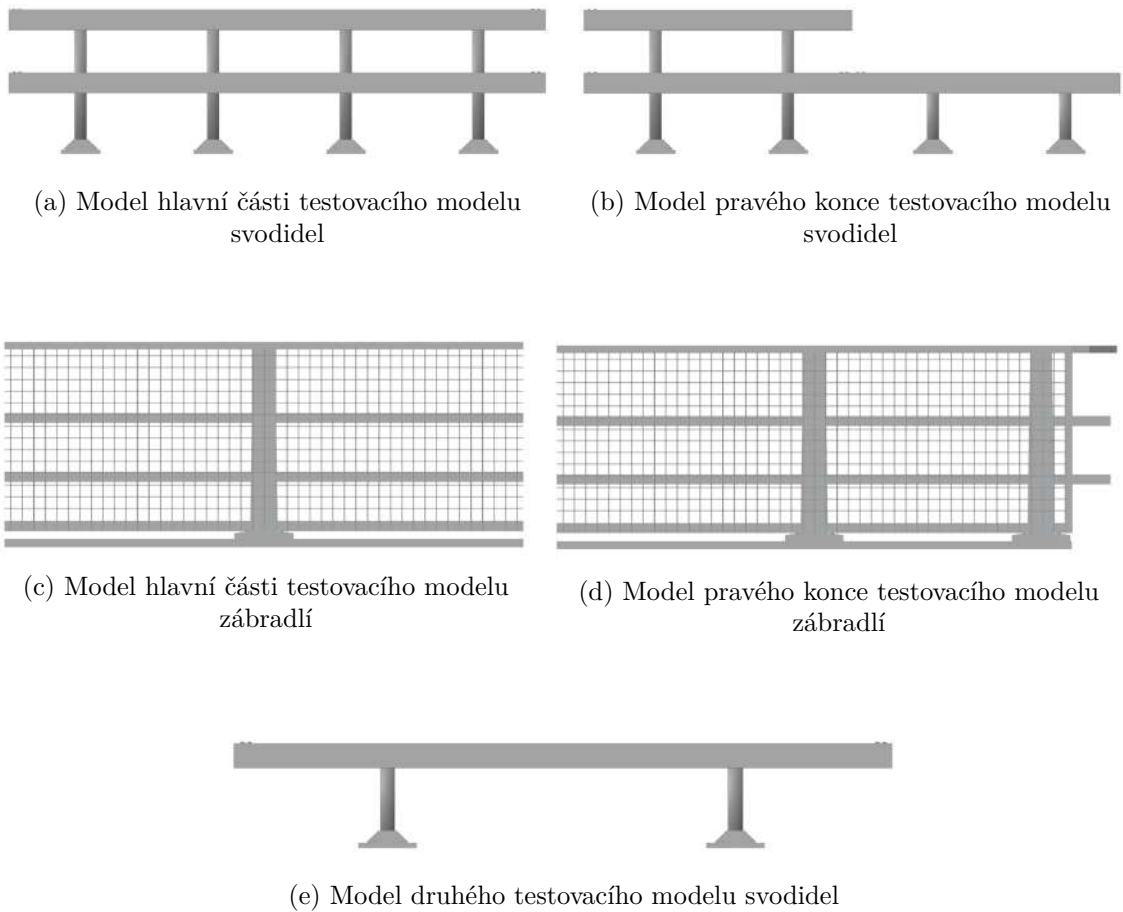 (a) Model hlavní části testovacího modelu
svodidel
(b) Model pravého konce testovacího modelu
svodidel
(c) Model hlavní části testovacího modelu
zábradlí
(d) Model pravého konce testovacího modelu
zábradlí
(e) Model druhého testovacího modelu svodidel